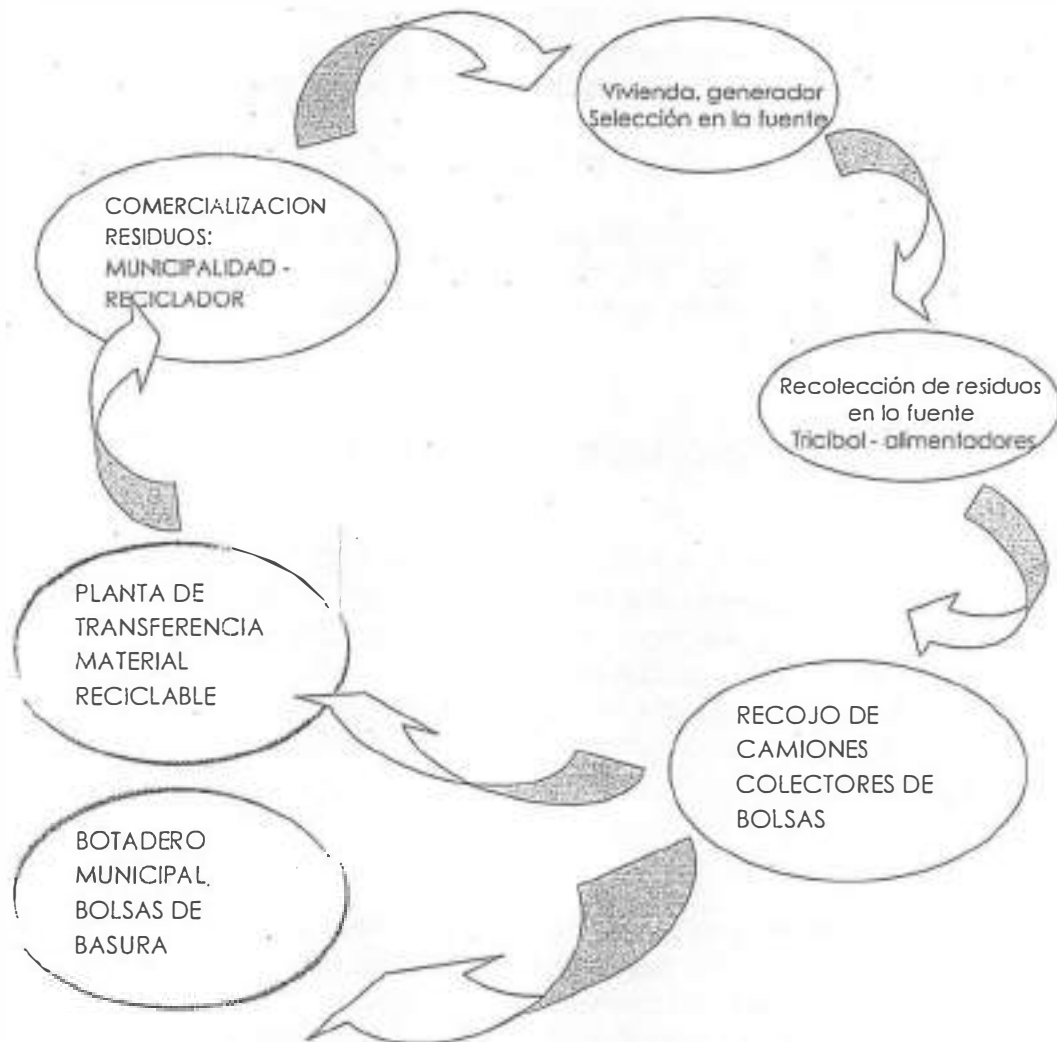 Vivienda, generador
Selección en la fuente
COMERCIALIZACION
RESIDUOS:
MUNICIPALIDAD -
RECICLADOR
Recolección de residuos
en lo fuente
Tricibol - alimentadores
PLANTA DE
TRANSFERENCIA
MATERIAL
RECICLABLE
RECOJO DE
CAMIONES
COLECTORES DE
BOLSAS
BOTADERO
MUNICIPAL,
BOLSAS DE
BASURA